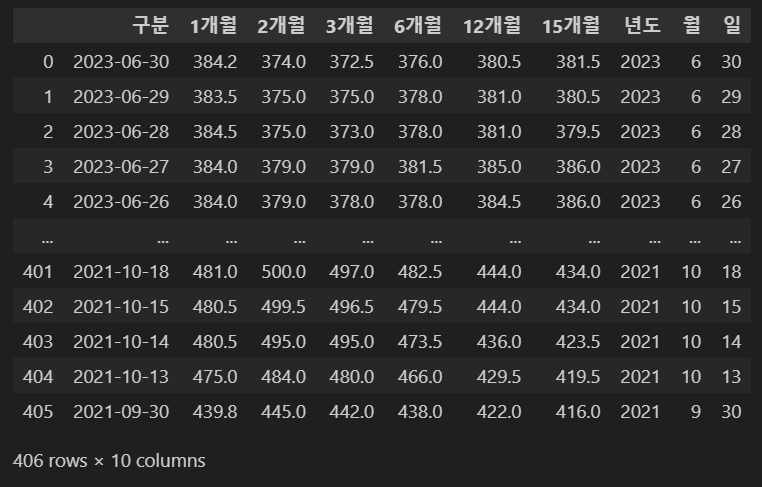 구분 1개월 2개월 3개월 6개월 12개월 15개월 년도 월 일
0 2023-06-30 384.2 374.0 372.5 376.0 380.5 381.5 2023 6 30
1 2023-06-29 383.5 375.0 375.0 378.0 381.0 380.5 2023 6 29
2 2023-06-28 384.5 375.0 373.0 378.0 381.0 379.5 2023 6 28
3 2023-06-27 384.0 379.0 379.0 381.5 385.0 386.0 2023 6 27
4 2023-06-26 384.0 379.0 378.0 378.0 384.5 386.0 2023 6 26
... ... ... ... ... ... ... ... ... ... ...
401 2021-10-18 481.0 500.0 497.0 482.5 444.0 434.0 2021 10 18
402 2021-10-15 480.5 499.5 496.5 479.5 444.0 434.0 2021 10 15
403 2021-10-14 480.5 495.0 495.0 473.5 436.0 423.5 2021 10 14
404 2021-10-13 475.0 484.0 480.0 466.0 429.5 419.5 2021 10 13
405 2021-09-30 439.8 445.0 442.0 438.0 422.0 416.0 2021 9 30
406 rows × 10 columns